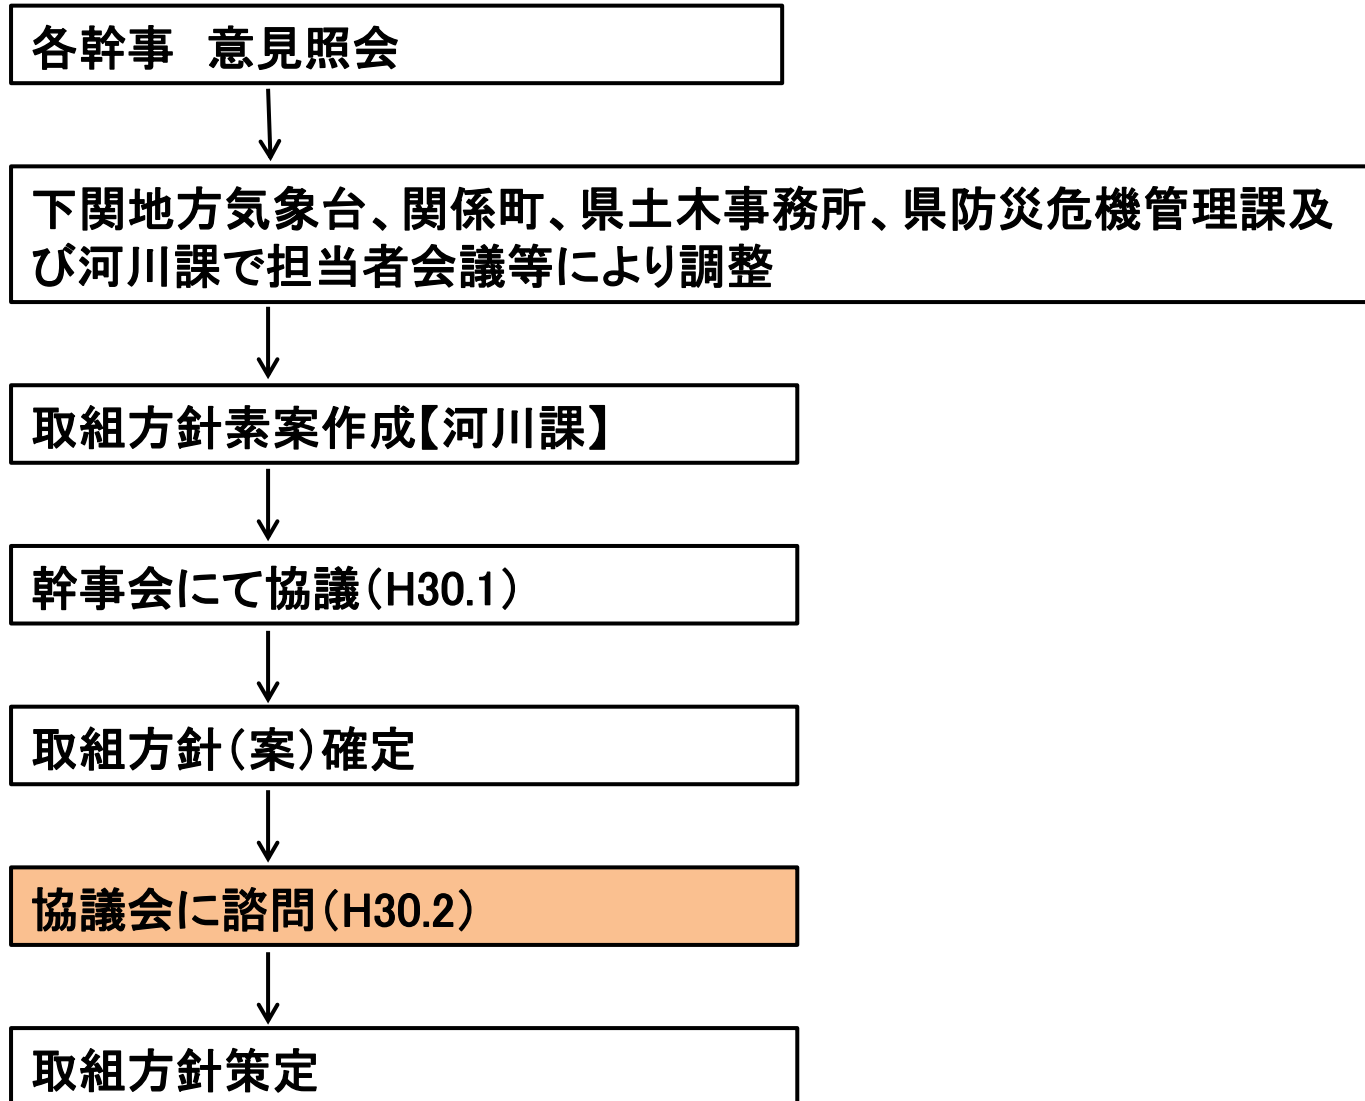 各幹事　意見照会
下関地方気象台、関係町、県土木事務所、県防災危機管理課及
び河川課で担当者会議等により調整
取組方針素案作成【河川課】
幹事会にて協議（H30.1）
取組方針（案）確定
協議会に諮問（H30.2）
取組方針策定